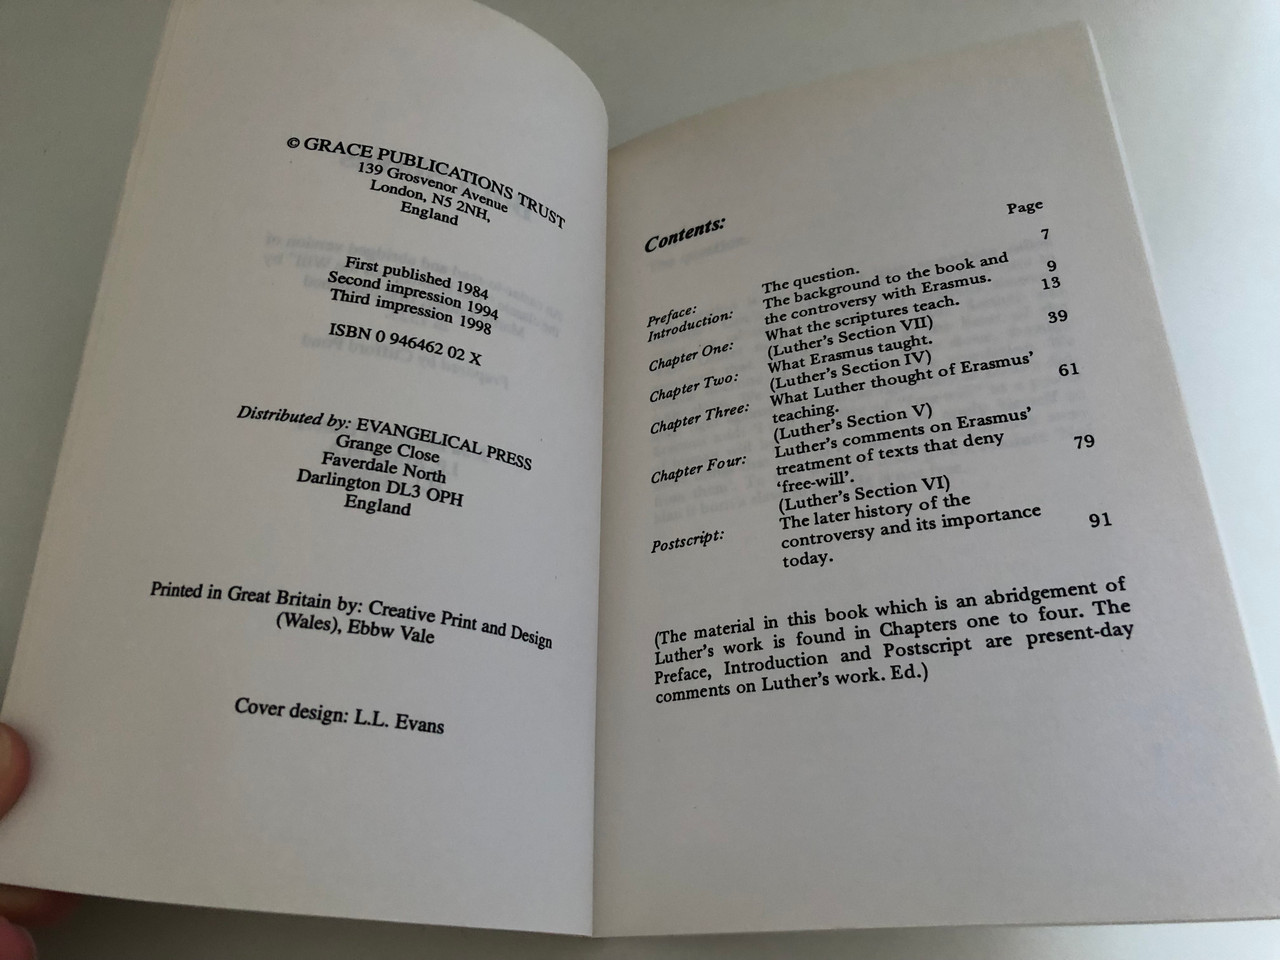 © GRACE PUBLICATIONS TRUST
139 Grosvenor Avenue
London, N5 2NH,
England
First published 1984
Second impression 1994
Third impression 1998
ISBN 0 946462 02 X
Distributed by: EVANGELICAL PRESS
Grange Close
Faverdale North
Darlington DL3 OPH
England
Printed in Great Britain by: Creative Print and Design
(Wales), Ebbw Vale
Cover design: L.L. Evans
Contents: Page
Preface: The question. 7
Introduction: The background to the book and
the controversy with Erasmus. 9
Chapter One: What the scriptures teach. 13
(Luther's Section VII)
Chapter Two: What Erasmus taught. 39
(Luther's Section IV)
Chapter Three: What Luther thought of Erasmus'
teaching. 61
(Luther's Section V)
Chapter Four: Luther's comments on Erasmus'
treatment of texts that deny 79
‘free-will’.
(Luther's Section VI)
Postscript: The later history of the
controversy and its importance
today. 91
(The material in this book which is an abridgement of
Luther's work is found in Chapters one to four. The
Preface, Introduction and Postscript are present-day
comments on Luther's work. Ed.)